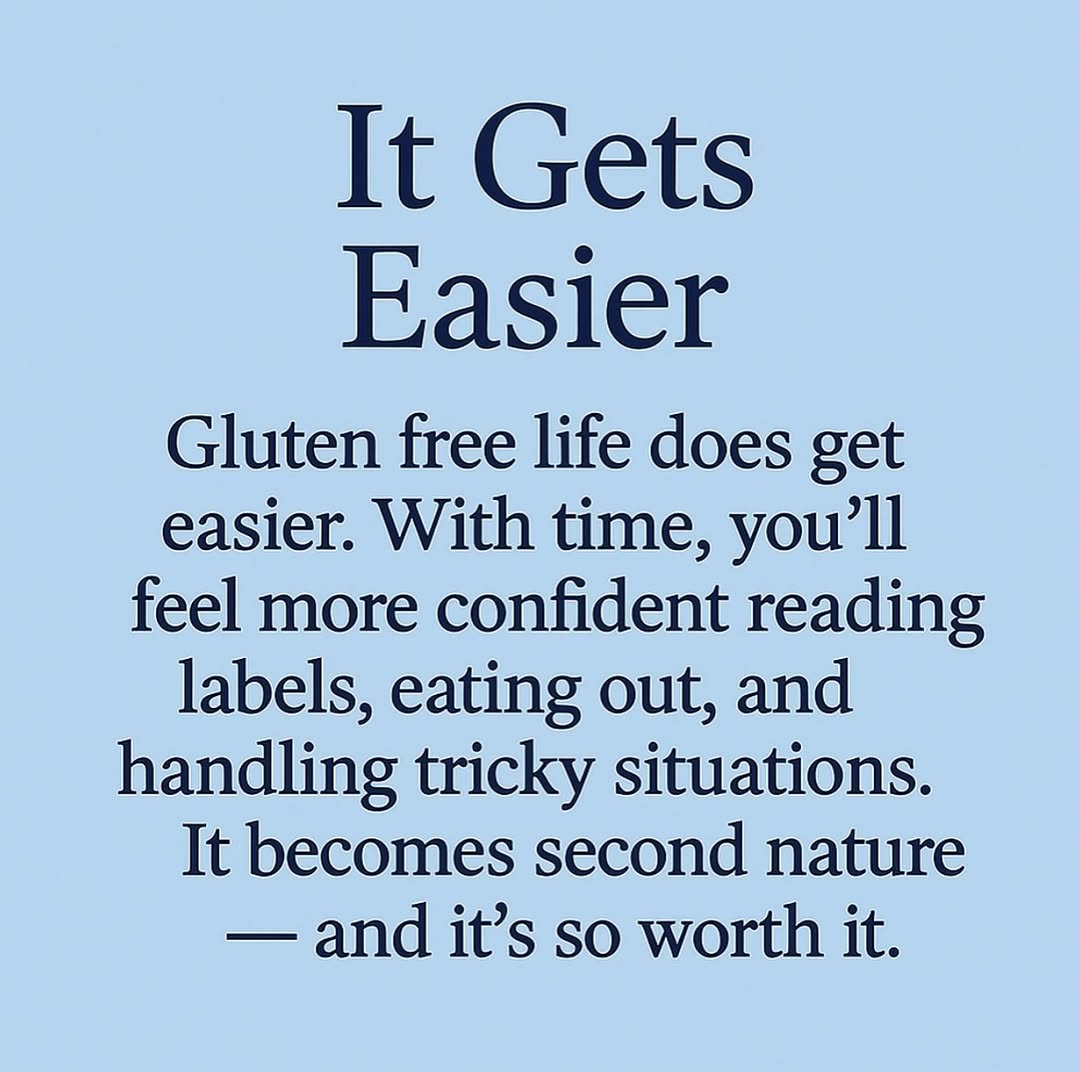 It Gets
Easier
Gluten free life does get
easier. With time, you’ll
feel more confident reading
labels, eating out, and
handling tricky situations.
It becomes second nature
— and it’s so worth it.